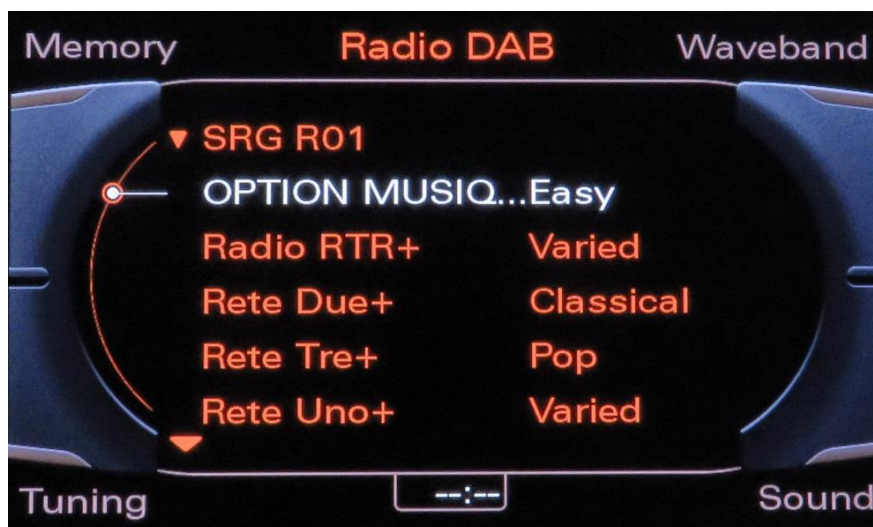 Memory Radio DAB Waveband
SRG R01
OPTION MUSIQ...Easy
Radio RTR+ Varied
Rete Due+ Classical
Rete Tre+ Pop
Rete Uno+ Varied
Tuning --:-- Sound